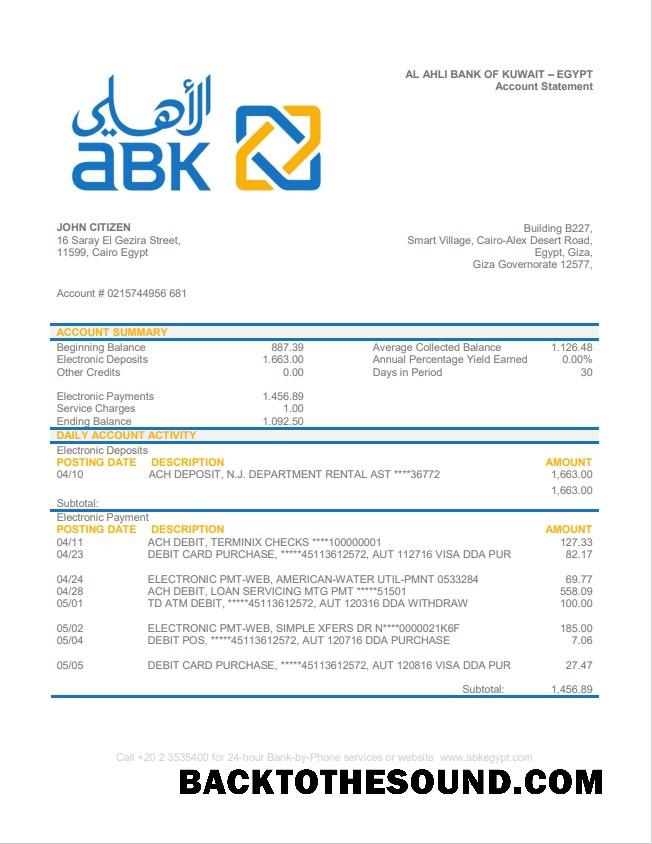 AL AHLI BANK OF KUWAIT – EGYPT
Account Statement
الأهلي
abk
JOHN CITIZEN
16 Saray El Gezira Street,
11599, Cairo Egypt
Building B227,
Smart Village, Cairo-Alex Desert Road,
Egypt, Giza,
Giza Governorate 12577,
Account # 0215744956 681
ACCOUNT SUMMARY
Beginning Balance 887.39 Average Collected Balance 1.126.48
Electronic Deposits 1.663.00 Annual Percentage Yield Earned 0.00%
Other Credits 0.00 Days in Period 30
Electronic Payments 1.456.89
Service Charges 1.00
Ending Balance 1.092.50
DAILY ACCOUNT ACTIVITY
Electronic Deposits
POSTING DATE DESCRIPTION AMOUNT
04/10 ACH DEPOSIT, N.J. DEPARTMENT RENTAL AST ****36772 1,663.00
1,663.00
Subtotal:
Electronic Payment
POSTING DATE DESCRIPTION AMOUNT
04/11 ACH DEBIT, TERMINIX CHECKS ****100000001 127.33
04/23 DEBIT CARD PURCHASE, *****45113612572, AUT 112716 VISA DDA PUR 82.17
04/24 ELECTRONIC PMT-WEB, AMERICAN-WATER UTIL-PMNT 0533284 69.77
04/28 ACH DEBIT, LOAN SERVICING MTG PMT ****51501 558.09
05/01 TD ATM DEBIT, *****45113612572, AUT 120316 DDA WITHDRAW 100.00
05/02 ELECTRONIC PMT-WEB, SIMPLE XFERS DR N****0000021K6F 185.00
05/04 DEBIT POS, *****45113612572, AUT 120716 DDA PURCHASE 7.06
05/05 DEBIT CARD PURCHASE, *****45113612572, AUT 120816 VISA DDA PUR 27.47
Subtotal: 1,456.89
Call +20 2 3535400 for 24-hour Bank-by-Phone services or website www.abkegypt.com
BACKTOTHESOUND.COM